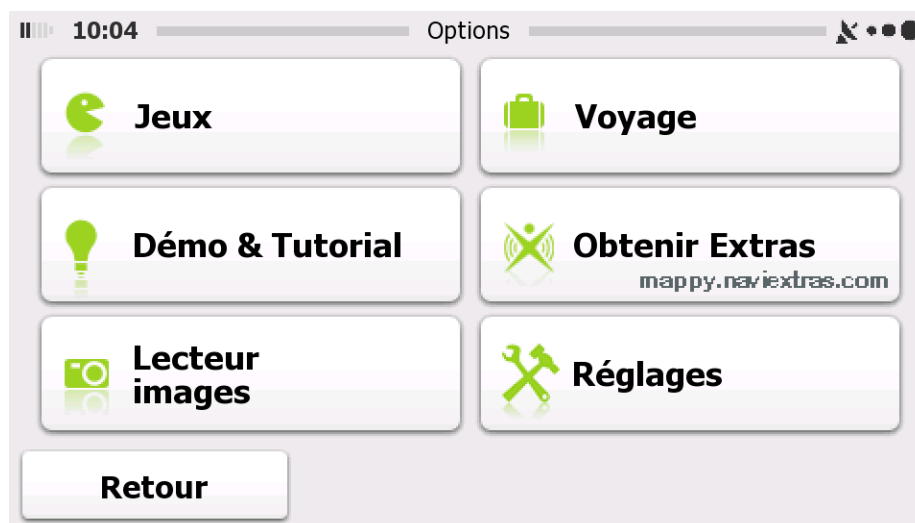 10:04 Options
Jeux
Voyage
Démo & Tutorial
Obtenir Extras
mappy.naviextras.com
Lecteur
images
Réglages
Retour